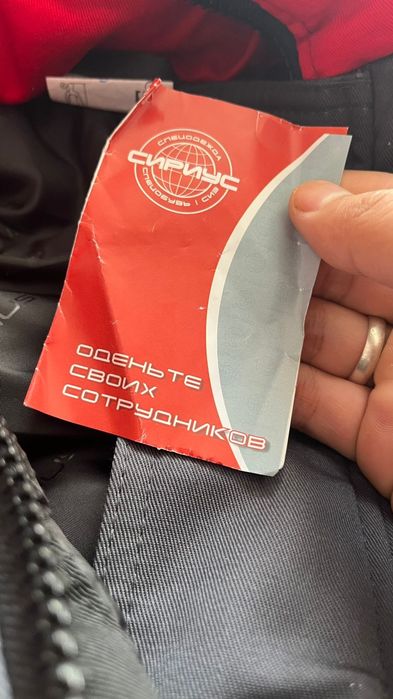 СПЕЦОДЕЖДА
СИРИУС
СПЕЦОБУВЬ | СИЗ
ОДЕНЬТЕ
СВОИХ
СОТРУДНИКОВ